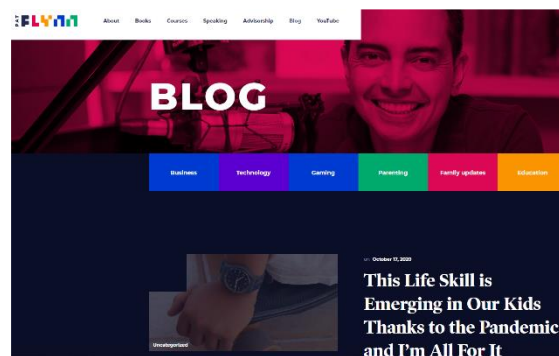 FLYNN
About Books Courses Speaking Advisorship Blog YouTube
BLOG
Business Technology Gaming Parenting Family updates Education
on October 17, 2020
This Life Skill is
Emerging in Our Kids
Thanks to the Pandemic
and I'm All For It
Uncategorized